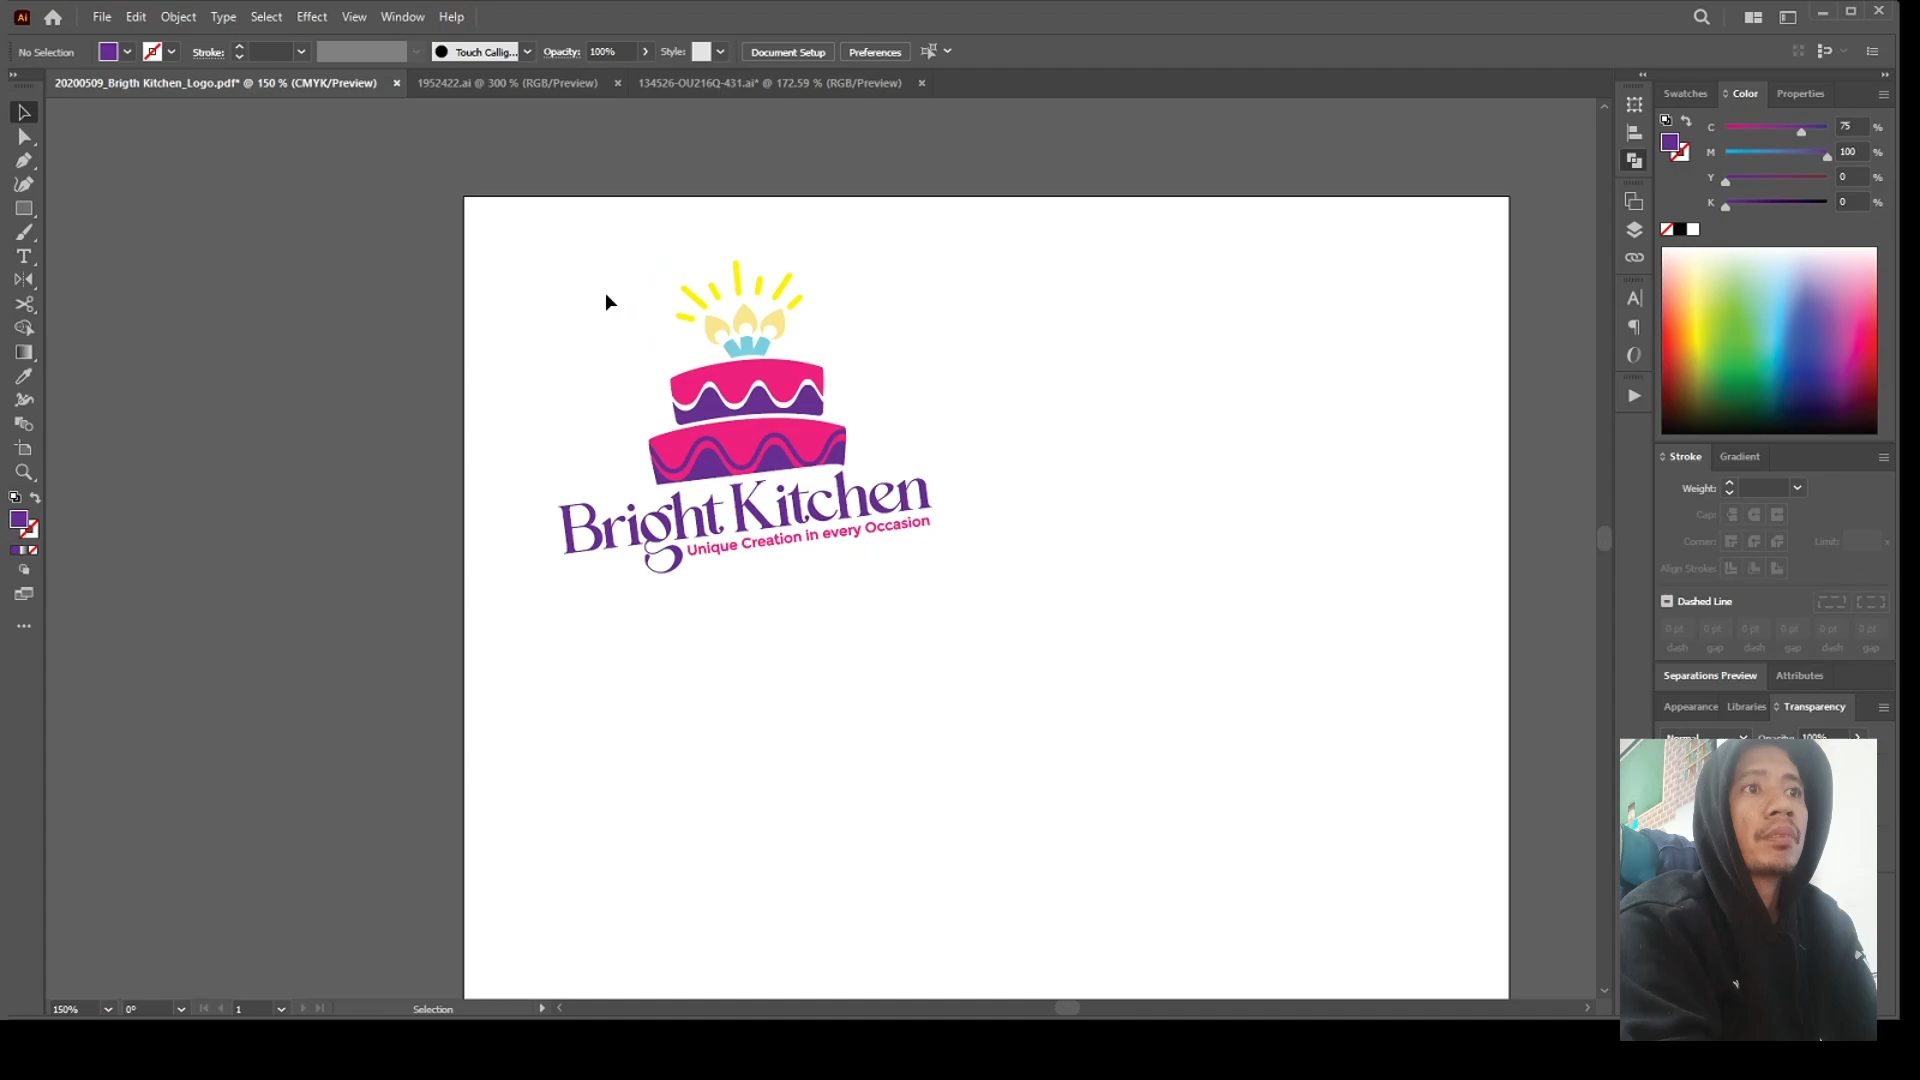 Ai File Edit Object Type Select Effect View Window Help
No Selection Stroke: Touch Callig... Opacity: 100% Style: Document Setup Preferences
20200509_Brigth Kitchen_Logo.pdf* @ 150 % (CMYK/Preview) × 1952422.ai @ 300 % (RGB/Preview) × 134526-OU216Q-431.ai* @ 172.59 % (RGB/Preview) ×
Swatches Color Properties
C 75 %
M 100 %
Y 0 %
K 0 %
Bright Kitchen
Unique Creation in every Occasion
Stroke Gradient
Weight:
Cap:
Corner: Limit: x
Align Stroke:
Dashed Line
0 pt 0 pt 0 pt 0 pt 0 pt 0 pt
dash gap dash gap dash gap
Separations Preview Attributes
Appearance Libraries Transparency
Normal Opacity: 100%
150% 0° 1 Selection